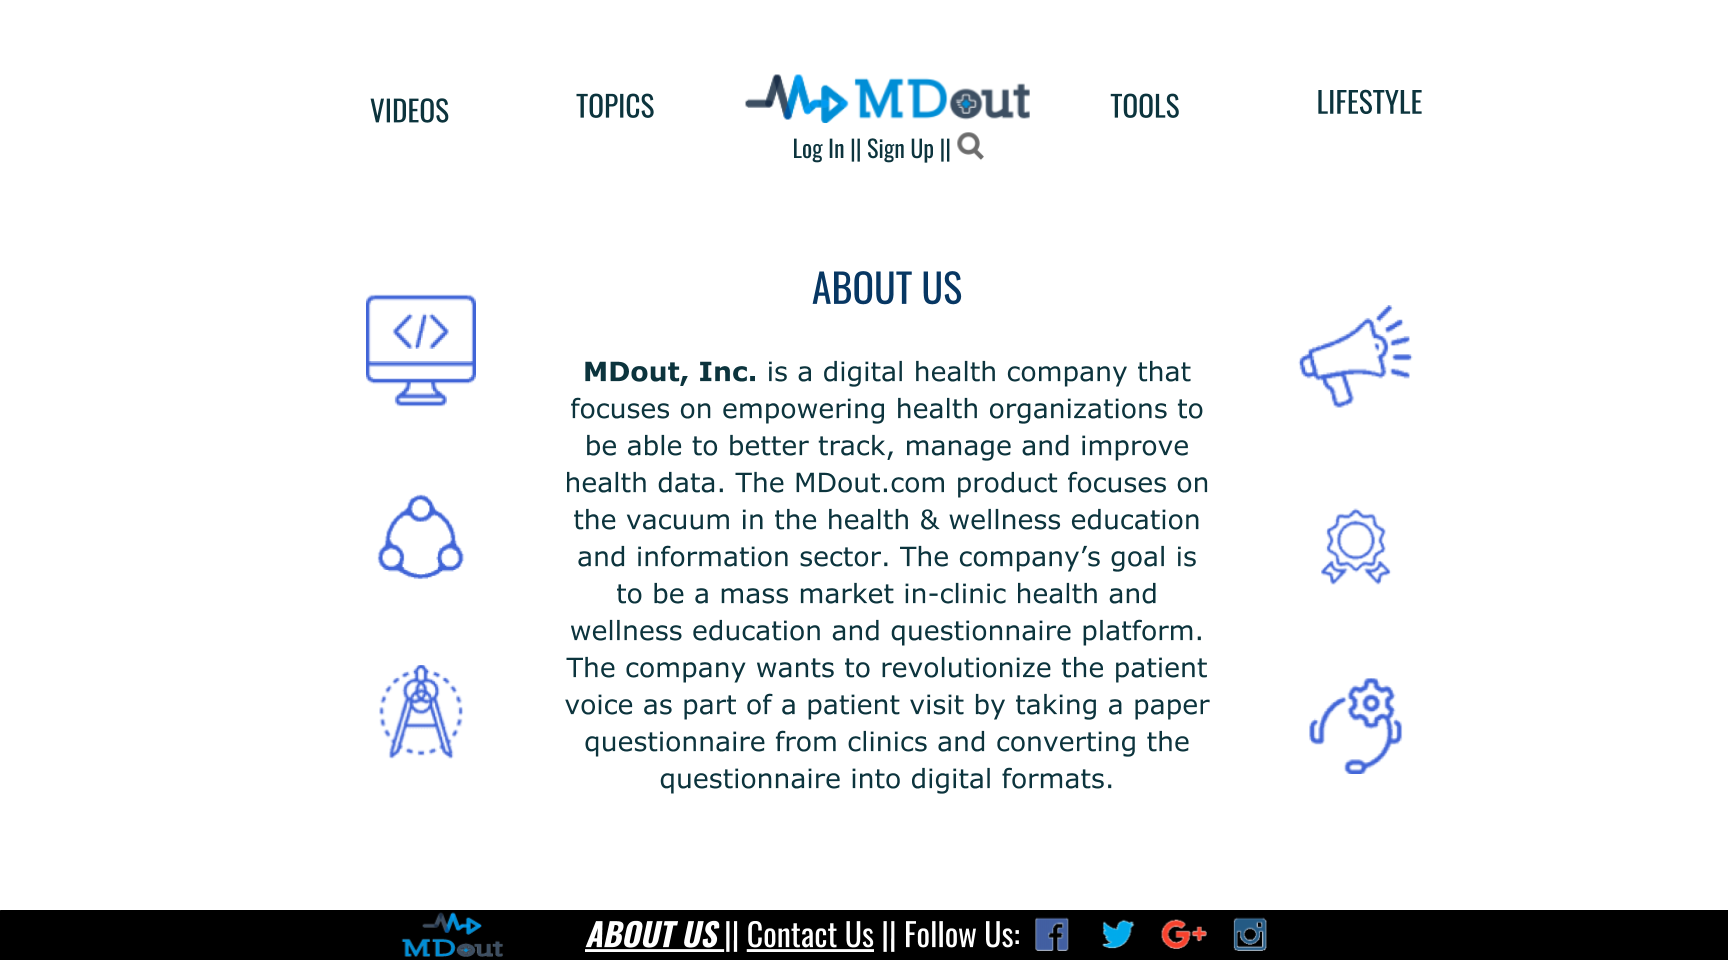 VIDEOS TOPICS MDout TOOLS LIFESTYLE
Log In || Sign Up ||
ABOUT US
</>
MDout, Inc. is a digital health company that
focuses on empowering health organizations to
be able to better track, manage and improve
health data. The MDout.com product focuses on
the vacuum in the health & wellness education
and information sector. The company’s goal is
to be a mass market in-clinic health and
wellness education and questionnaire platform.
The company wants to revolutionize the patient
voice as part of a patient visit by taking a paper
questionnaire from clinics and converting the
questionnaire into digital formats.
MDout ABOUT US || Contact Us || Follow Us: f G+